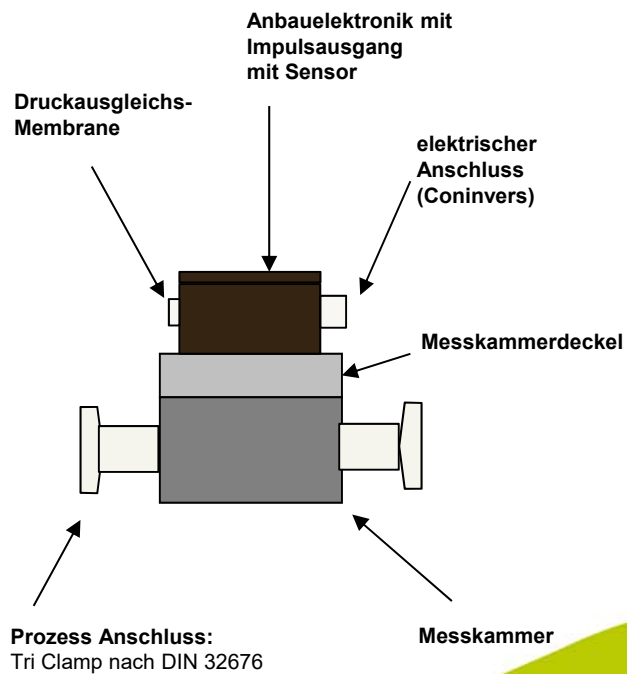 Anbauelektronik mit
Impulsausgang
mit Sensor
Druckausgleichs-
Membrane
elektrischer
Anschluss
(Coninvers)
Messkammerdeckel
Prozess Anschluss:
Tri Clamp nach DIN 32676
Messkammer